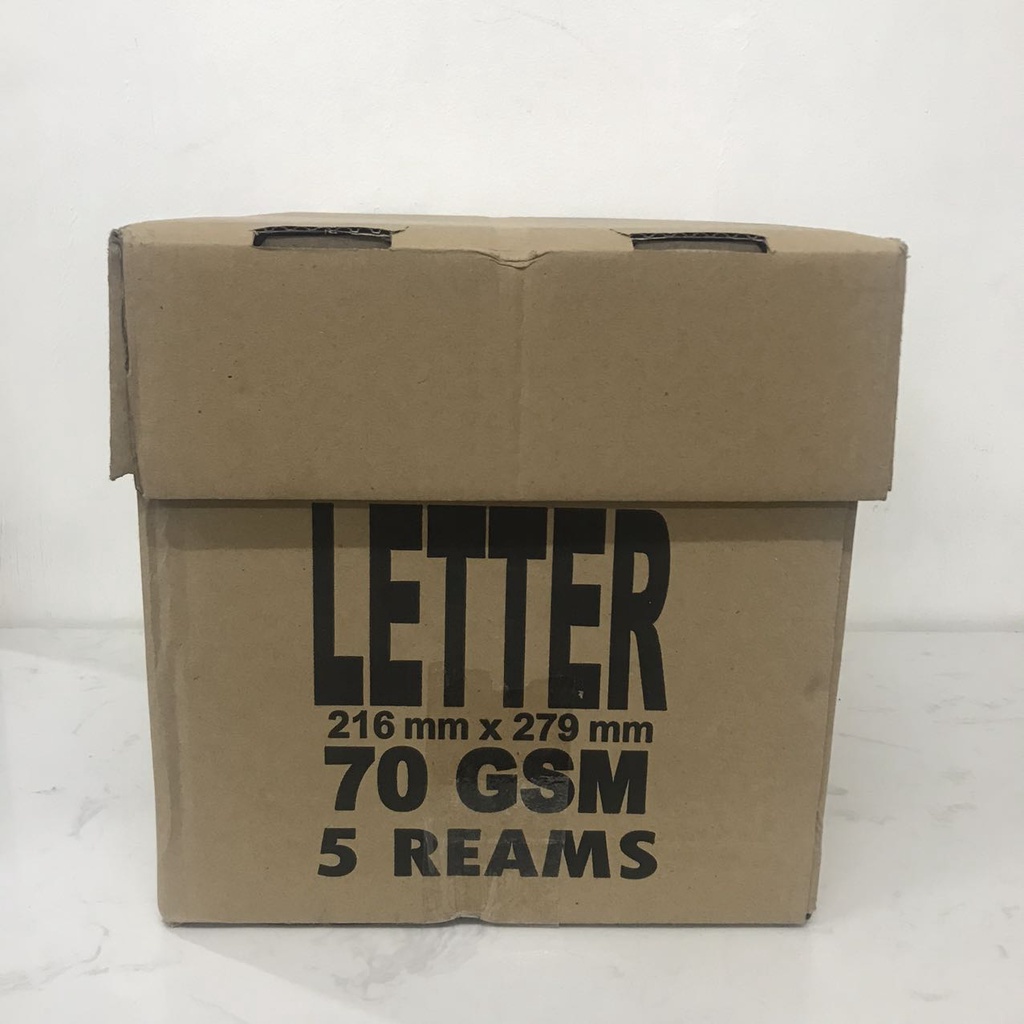 LETTER
216 mm x 279 mm
70 GSM
5 REAMS